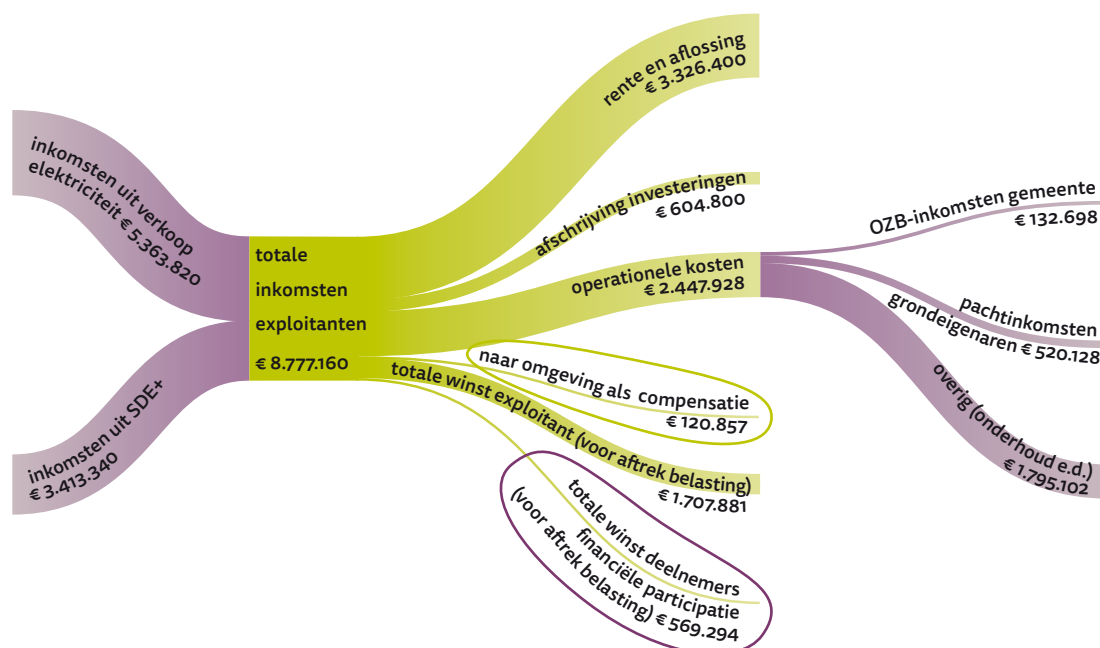 inkomsten uit verkoop
elektriciteit € 5.363.820
inkomsten uit SDE+
€ 3.413.340
totale
inkomsten
exploitanten
€ 8.777.160
rente en aflossing
€ 3.326.400
afschrijving investeringen
€ 604.800
operationele kosten
€ 2.447.928
naar omgeving als compensatie
€ 120.857
totale winst exploitant (voor aftrek belasting)
€ 1.707.881
totale winst deelnemers
financiële participatie
(voor aftrek belasting) € 569.294
OZB-inkomsten gemeente
€ 132.698
pachtinkomsten
grondeigenaren € 520.128
overig (onderhoud e.d.)
€ 1.795.102